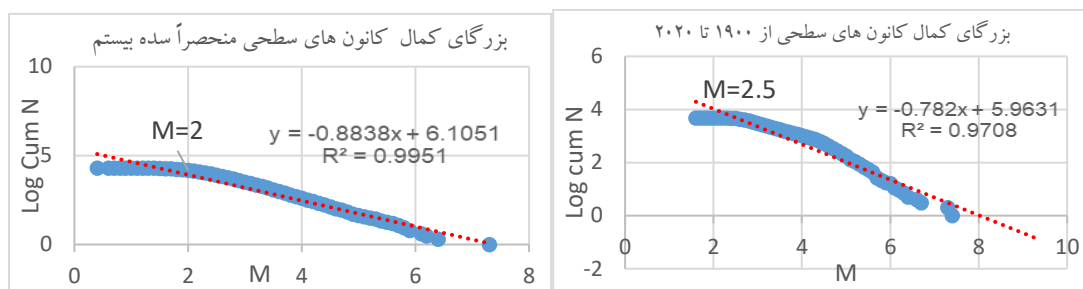 بزرگای کمال کانون های سطحی منحصراً سده بیستم
10
5
0
Log Cum N
M=2
y = -0.8838x + 6.1051
R² = 0.9951
0 2 4 6 8
M
بزرگای کمال کانون های سطحی از ۱۹۰۰ تا ۲۰۲۰
6
4
2
0
-2
Log cum N
M=2.5
y = -0.782x + 5.9631
R² = 0.9708
0 2 4 6 8 10
M